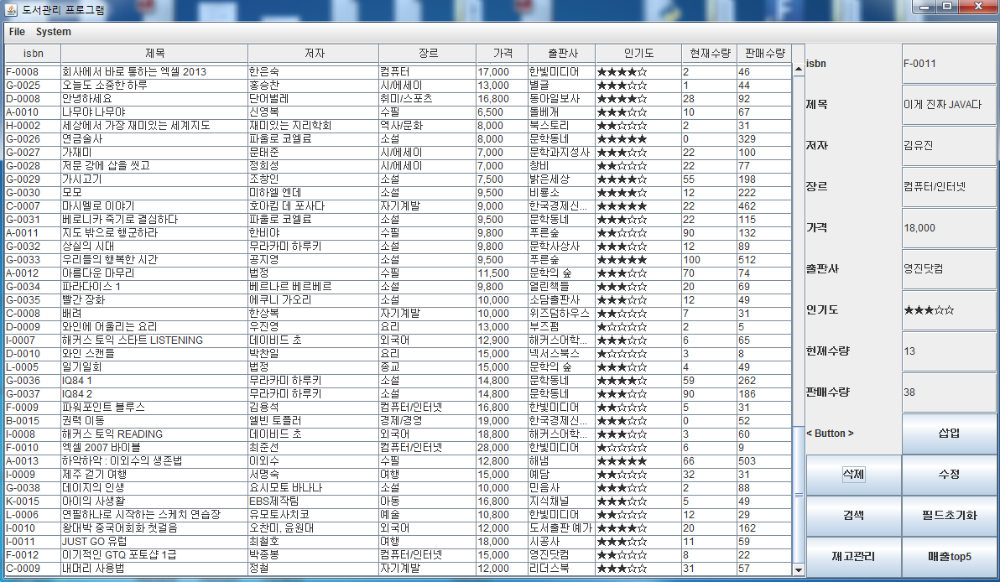 도서관리 프로그램
File System
isbn 제목 저자 장르 가격 출판사 인기도 현재수량 판매수량
F-0008 회사에서 바로 통하는 엑셀 2013 한은숙 컴퓨터 17,000 한빛미디어 ★★★★☆ 2 46
G-0025 오늘도 소중한 하루 홍승찬 시/에세이 13,000 별글 ★★★☆☆ 1 44
D-0008 안녕하세요 단어벌레 취미/스포츠 16,800 동아일보사 ★★★★☆ 28 92
A-0010 나무야 나무야 신영복 수필 6,500 돌베개 ★★★☆☆ 10 67
H-0002 세상에서 가장 재미있는 세계지도 재미있는 지리학회 역사/문화 8,000 북스토리 ★★☆☆☆ 2 31
G-0026 연금술사 파울로 코엘료 소설 8,000 문학동네 ★★★★★ 0 329
G-0027 가재미 문태준 시/에세이 7,000 문학과지성사 ★★★☆☆ 22 100
G-0028 저문 강에 삽을 씻고 정희성 시/에세이 7,000 창비 ★★☆☆☆ 22 77
G-0029 가시고기 조창인 소설 7,500 밝은세상 ★★★★☆ 55 198
G-0030 모모 미하엘 엔데 소설 9,500 비룡소 ★★★★☆ 12 222
C-0007 마시멜로 이야기 호아킴 데 포사다 자기계발 9,000 한국경제신... ★★★★★ 22 462
G-0031 베로니카 죽기로 결심하다 파울로 코엘료 소설 9,500 문학동네 ★★★☆☆ 22 115
A-0011 지도 밖으로 행군하라 한비야 수필 9,800 푸른숲 ★★☆☆☆ 90 132
G-0032 상실의 시대 무라카미 하루키 소설 9,800 문학사상사 ★★★☆☆ 12 89
G-0033 우리들의 행복한 시간 공지영 소설 9,500 푸른숲 ★★★★★ 100 512
A-0012 아름다운 마무리 법정 수필 11,500 문학의 숲 ★★★☆☆ 70 74
G-0034 파라다이스 1 베르나르 베르베르 소설 9,800 열린책들 ★★★☆☆ 20 69
G-0035 빨간 장화 에쿠니 가오리 소설 10,000 소담출판사 ★★★☆☆ 12 49
C-0008 배려 한상복 자기계발 10,000 위즈덤하우스 ★★☆☆☆ 7 31
D-0009 와인에 어울리는 요리 우진영 요리 13,000 부즈펌 ★☆☆☆☆ 2 5
I-0007 해커스 토익 스타트 LISTENING 데이비드 초 외국어 12,900 해커스어학... ★★★☆☆ 6 65
D-0010 와인 스캔들 박찬일 요리 15,000 넥서스북스 ★☆☆☆☆ 3 8
L-0005 일기일회 법정 종교 15,000 문학의 숲 ★★★☆☆ 4 49
G-0036 IQ84 1 무라카미 하루키 소설 14,800 문학동네 ★★★★☆ 59 262
G-0037 IQ84 2 무라카미 하루키 소설 14,800 문학동네 ★★★☆☆ 90 186
F-0009 파워포인트 블루스 김용석 컴퓨터/인터넷 16,800 한빛미디어 ★★☆☆☆ 5 31
B-0015 권력 이동 엘빈 토플러 경제/경영 19,000 한국경제신... ★★★☆☆ 0 52
I-0008 해커스 토익 READING 데이비드 초 외국어 18,800 해커스어학... ★★★☆☆ 3 60
F-0010 엑셀 2007 바이블 최준선 컴퓨터/인터넷 28,000 한빛미디어 ★☆☆☆☆ 6 9
A-0013 하악하악 : 이외수의 생존법 이외수 수필 12,800 해냄 ★★★★★ 66 503
I-0009 제주 걷기 여행 서명숙 여행 15,000 예담 ★★☆☆☆ 32 31
G-0038 데이지의 인생 요시모토 바나나 소설 10,000 민음사 ★★★☆☆ 2 88
K-0015 아이의 사생활 EBS제작팀 아동 16,800 지식채널 ★★☆☆☆ 5 49
L-0006 연필하나로 시작하는 스케치 연습장 유모토사치코 예술 10,800 한빛미디어 ★★☆☆☆ 12 29
I-0010 왕대박 중국어회화 첫걸음 오찬미, 윤원대 외국어 12,000 도서출판 예가 ★★★★☆ 20 162
I-0011 JUST GO 유럽 최철호 여행 18,000 시공사 ★★★☆☆ 11 59
F-0012 이기적인 GTQ 포토샵 1급 박종봉 컴퓨터/인터넷 15,000 영진닷컴 ★★☆☆☆ 8 22
C-0009 내머리 사용법 정철 자기계발 12,000 리더스북 ★★★☆☆ 31 57
isbn F-0011
제목 이게 진짜 JAVA다
저자 김유진
장르 컴퓨터/인터넷
가격 18,000
출판사 영진닷컴
인기도 ★★★☆☆
현재수량 13
판매수량 38
< Button > 삽입
삭제 수정
검색 필드초기화
재고관리 매출top5